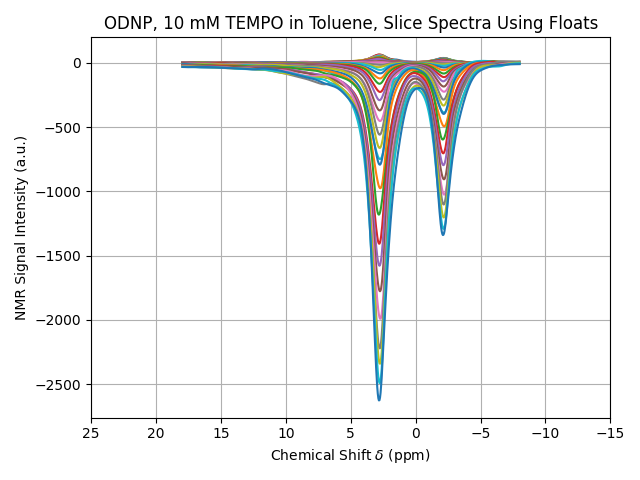 ODNP, 10 mM TEMPO in Toluene, Slice Spectra Using Floats
NMR Signal Intensity (a.u.)
0
−500
−1000
−1500
−2000
−2500
25 20 15 10 5 0 −5 −10 −15
Chemical Shift δ (ppm)